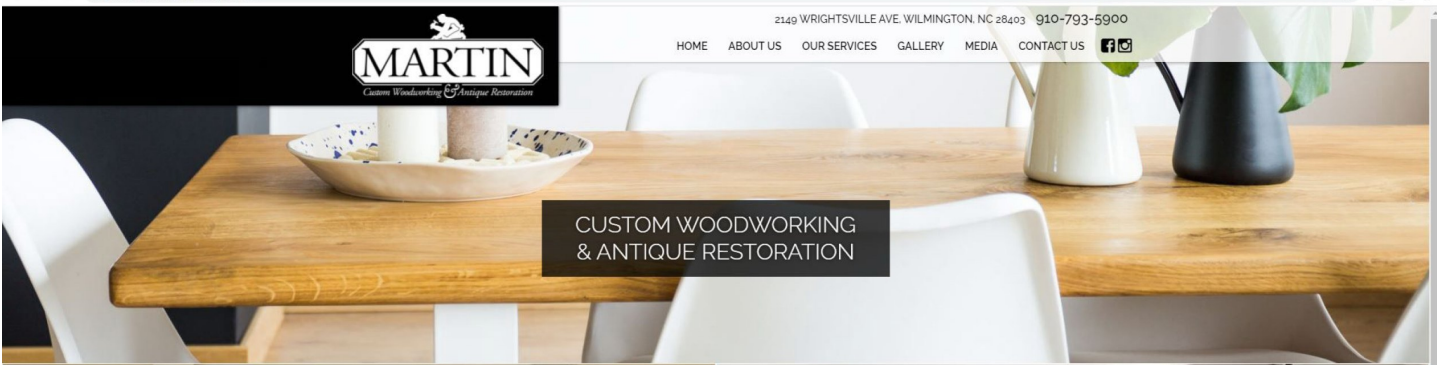 MARTIN
Custom Woodworking & Antique Restoration
2149 WRIGHTSVILLE AVE, WILMINGTON, NC 28403 910-793-5900
HOME ABOUT US OUR SERVICES GALLERY MEDIA CONTACT US
CUSTOM WOODWORKING
& ANTIQUE RESTORATION